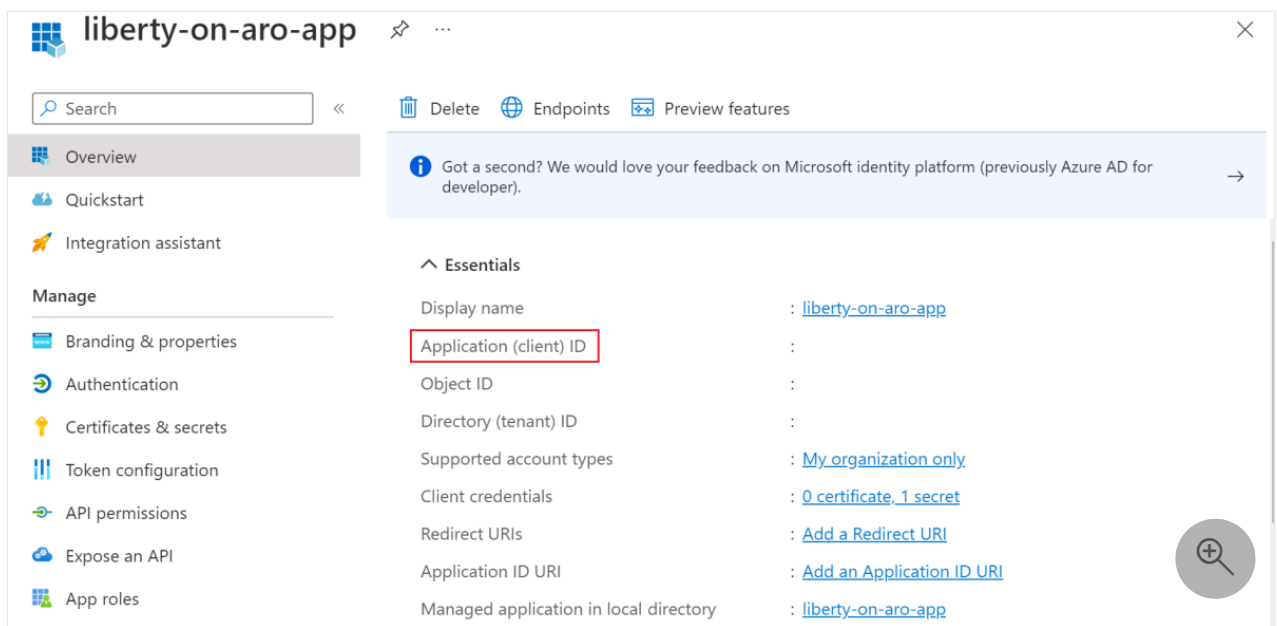 liberty-on-aro-app
Search
Overview
Quickstart
Integration assistant
Manage
Branding & properties
Authentication
Certificates & secrets
Token configuration
API permissions
Expose an API
App roles
Delete
Endpoints
Preview features
Got a second? We would love your feedback on Microsoft identity platform (previously Azure AD for
developer).
Essentials
Display name : liberty-on-aro-app
Application (client) ID :
Object ID :
Directory (tenant) ID :
Supported account types : My organization only
Client credentials : 0 certificate, 1 secret
Redirect URIs : Add a Redirect URI
Application ID URI : Add an Application ID URI
Managed application in local directory : liberty-on-aro-app